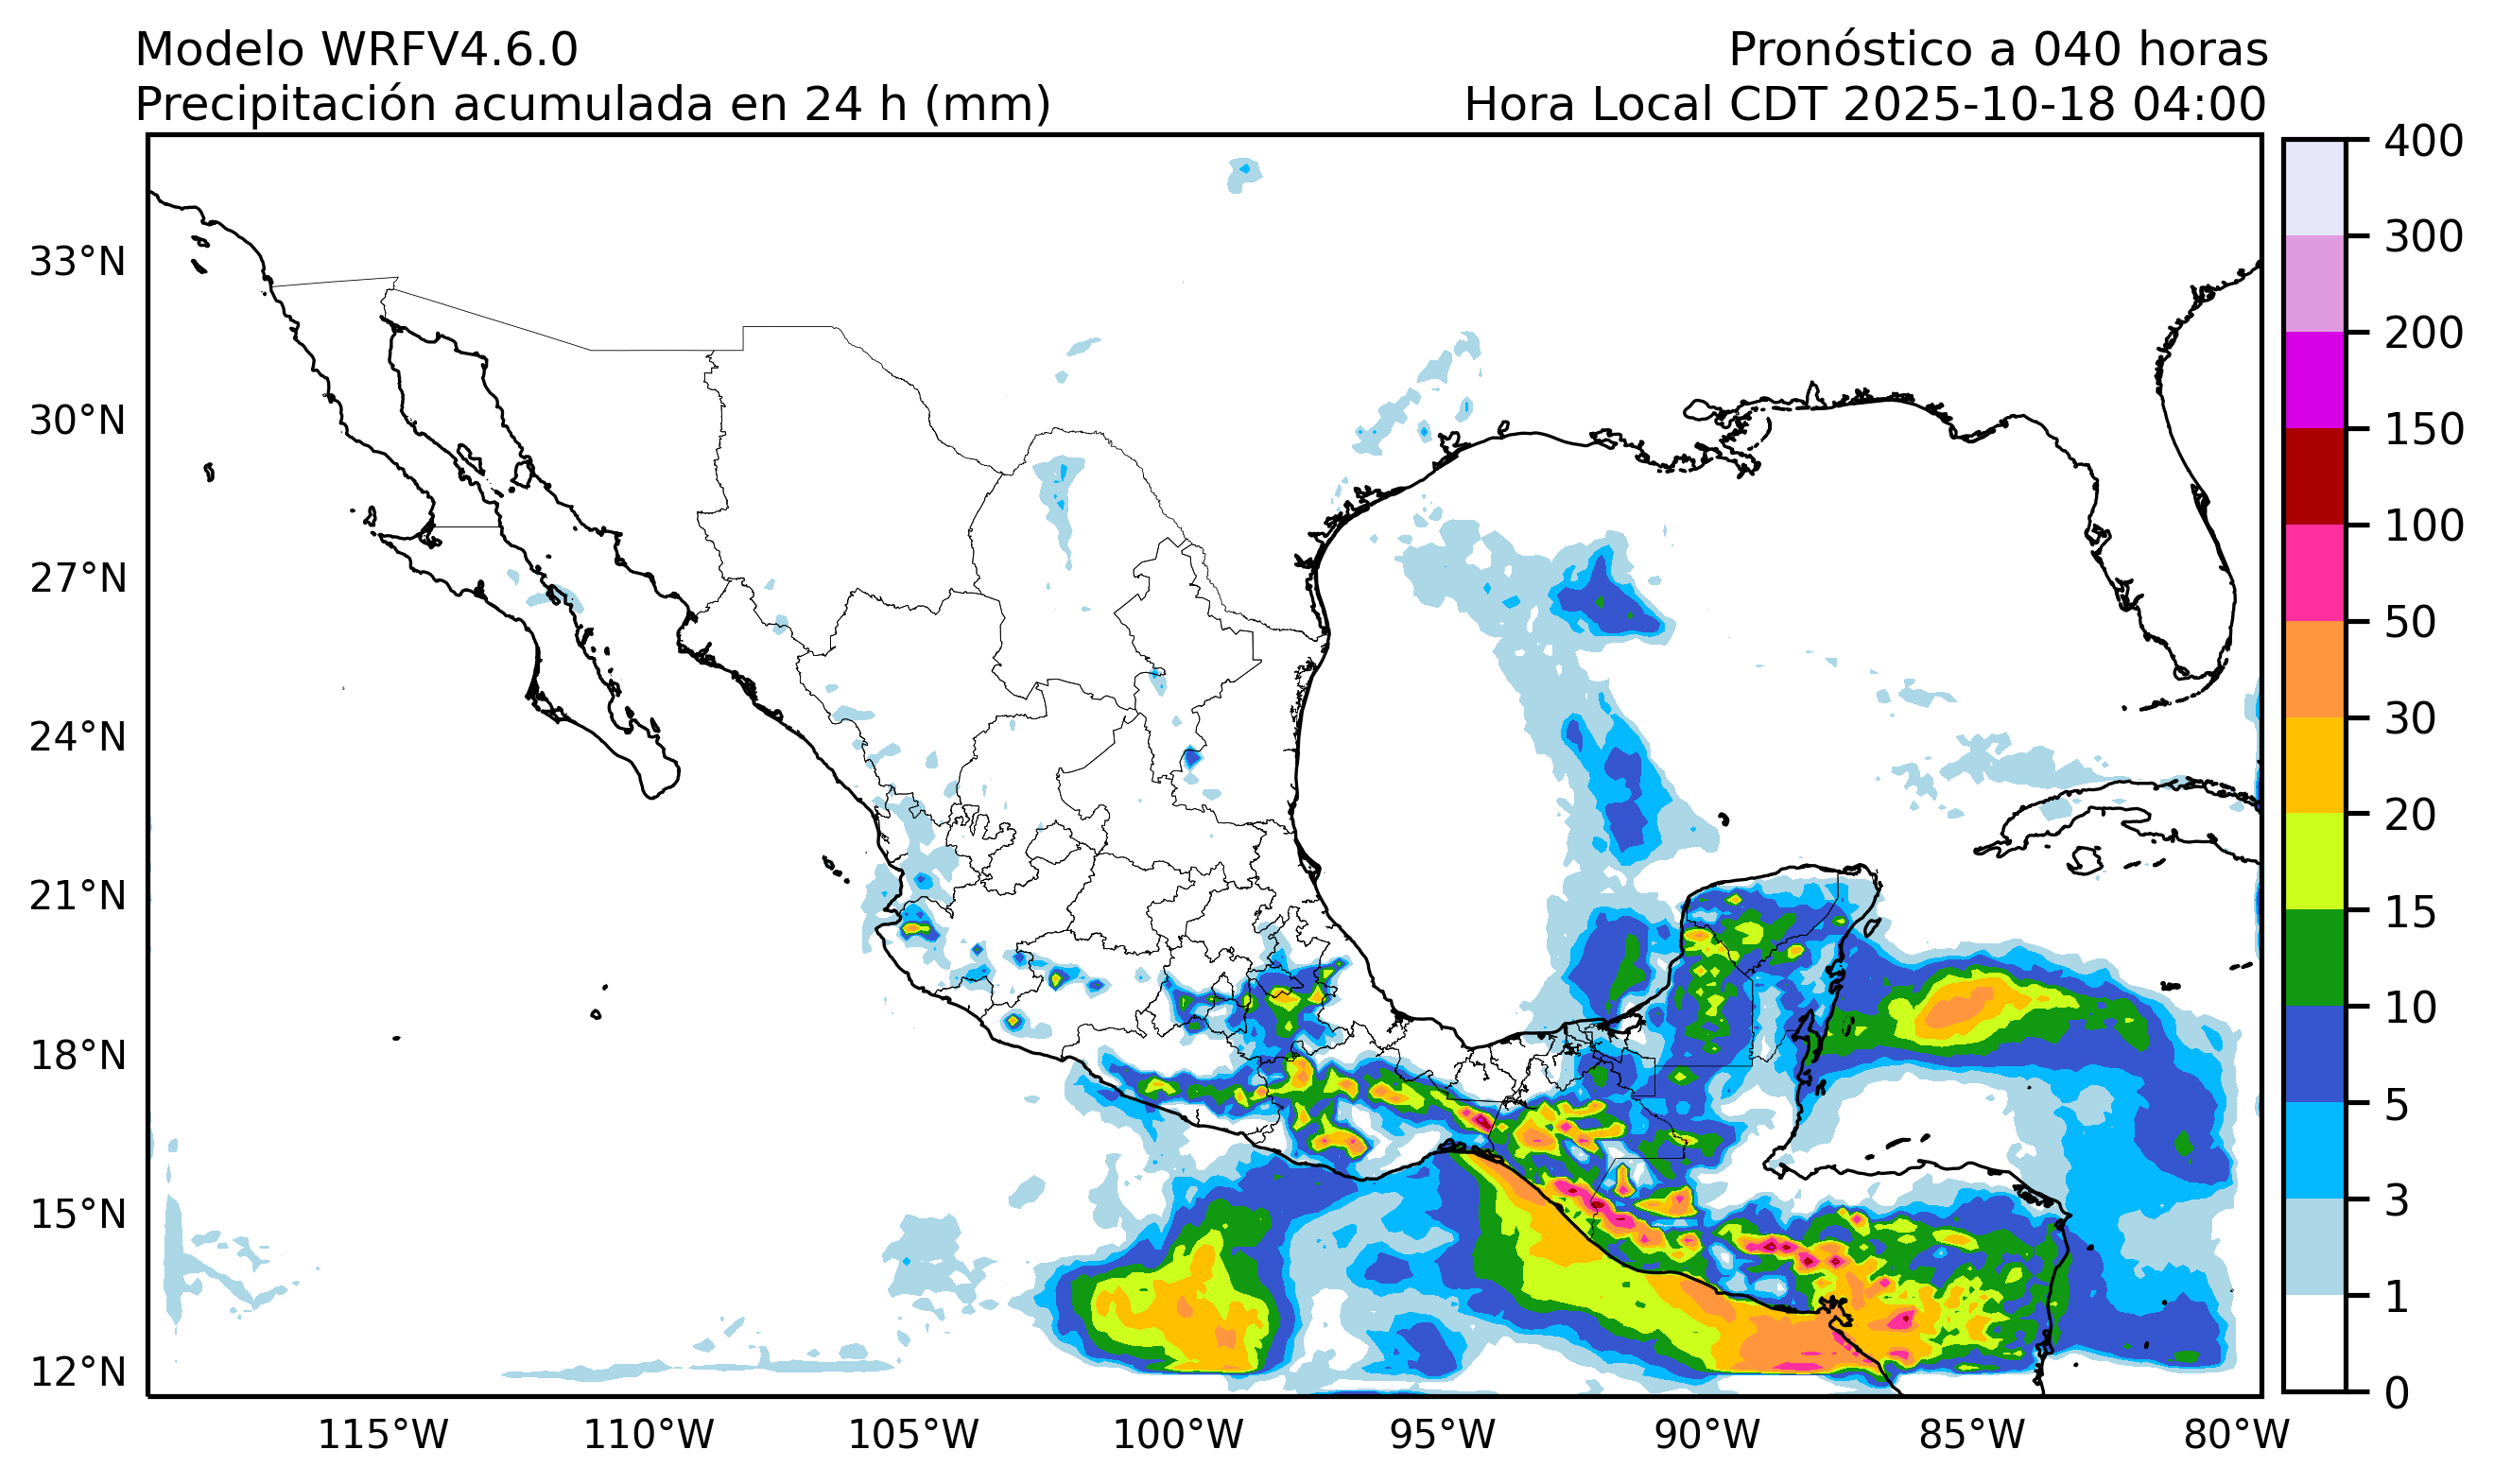 Modelo WRFV4.6.0
Pronóstico a 040 horas
Precipitación acumulada en 24 h (mm)
Hora Local CDT 2025-10-18 04:00
33°N
30°N
27°N
24°N
21°N
18°N
15°N
12°N
115°W
110°W
105°W
100°W
95°W
90°W
85°W
80°W
400
300
200
150
100
50
30
20
15
10
5
3
1
0